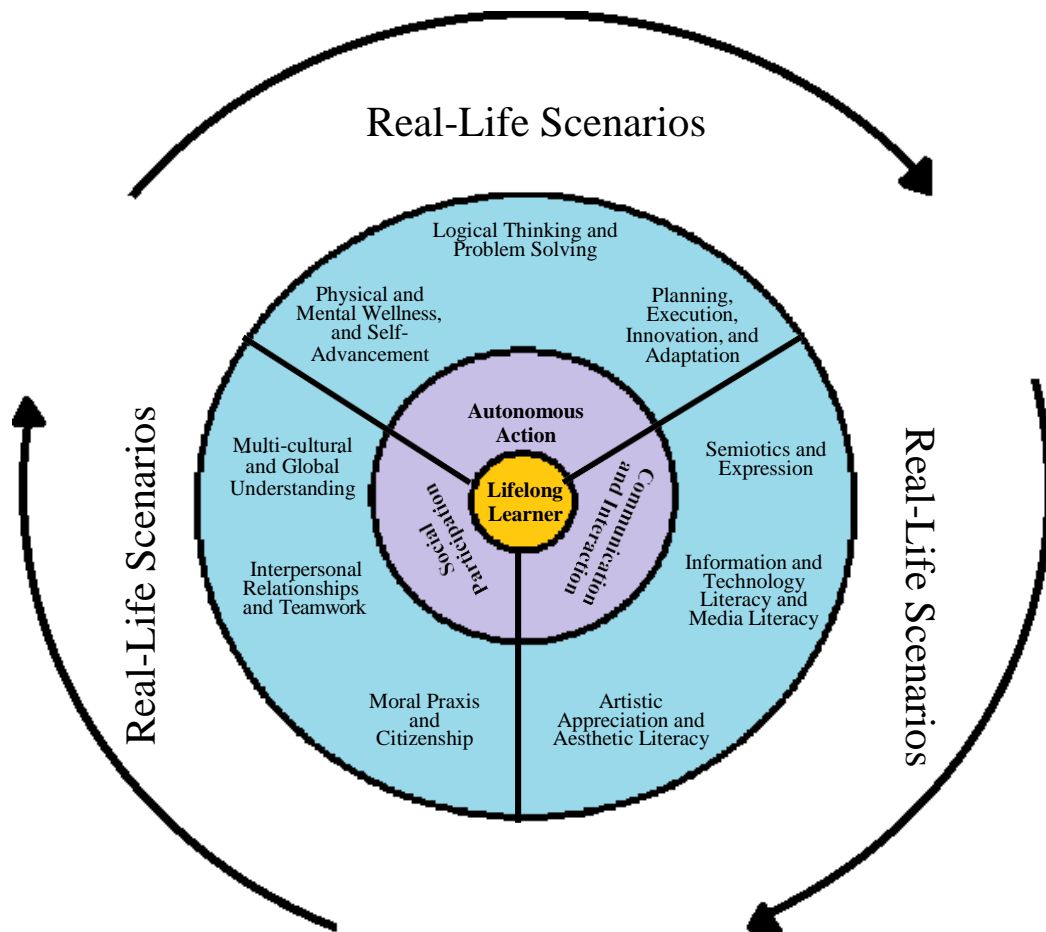 Real-Life Scenarios
Logical Thinking and
Problem Solving
Physical and
Mental Wellness,
and Self-
Advancement
Planning,
Execution,
Innovation, and
Adaptation
Autonomous
Action
Multi-cultural
and Global
Understanding
Semiotics and
Expression
Lifelong
Learner
Social
Participation
Communication
and Interaction
Interpersonal
Relationships
and Teamwork
Information and
Technology
Literacy and
Media Literacy
Moral Praxis
and
Citizenship
Artistic
Appreciation and
Aesthetic Literacy
Real-Life Scenarios
Real-Life Scenarios